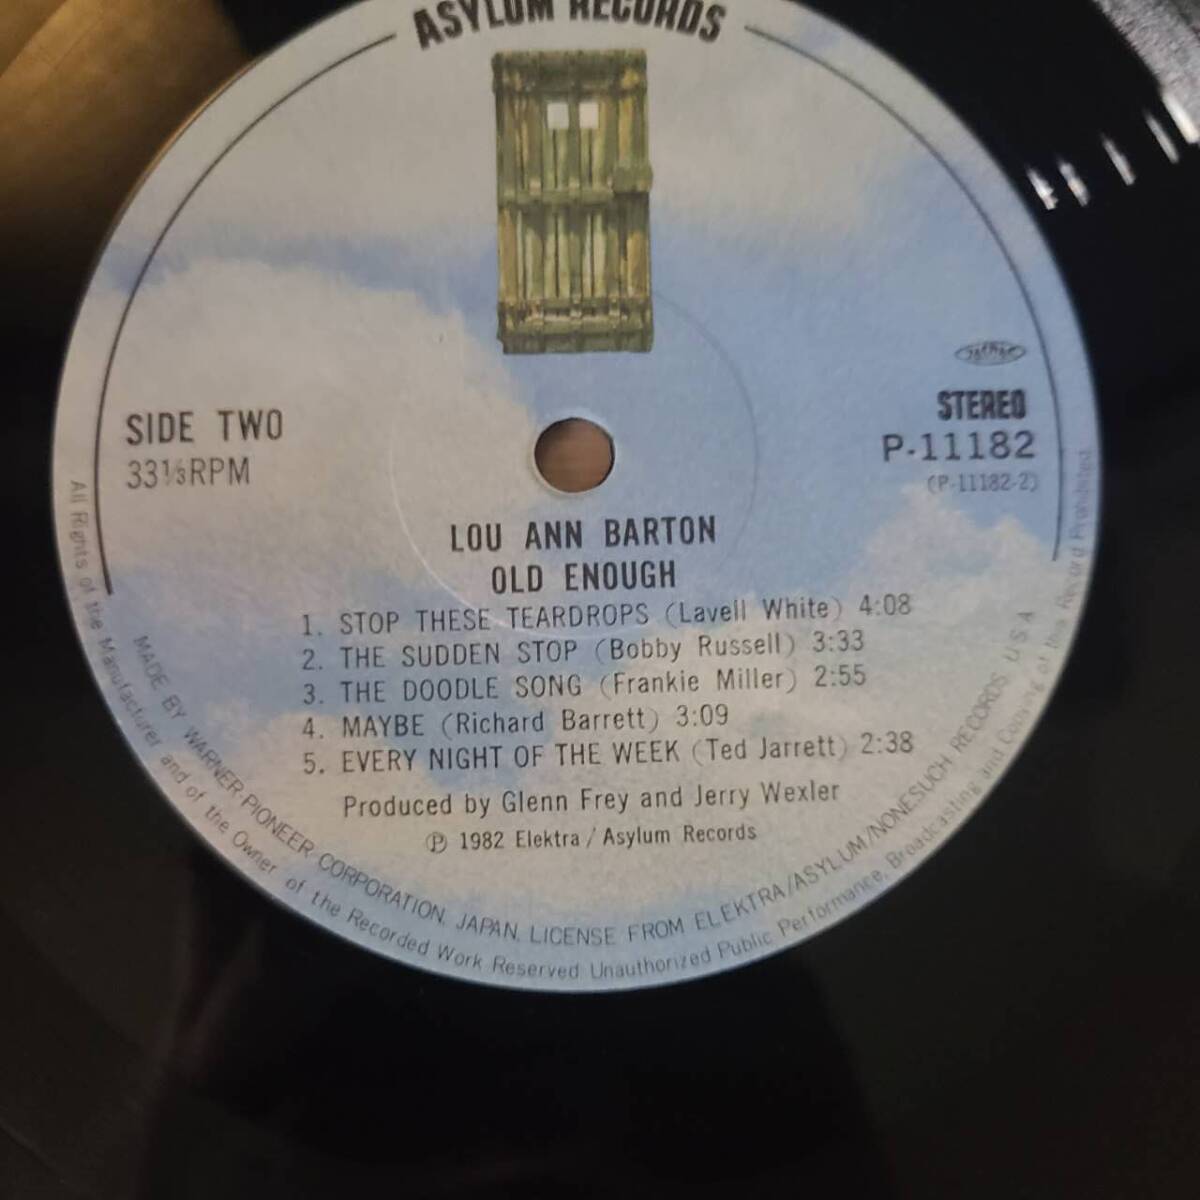 ASYLUM RECORDS
SIDE TWO
33⅓RPM
STEREO
P-11182
(P-11182-2)
LOU ANN BARTON
OLD ENOUGH
1. STOP THESE TEARDROPS (Lavell White) 4:08
2. THE SUDDEN STOP (Bobby Russell) 3:33
3. THE DOODLE SONG (Frankie Miller) 2:55
4. MAYBE (Richard Barrett) 3:09
5. EVERY NIGHT OF THE WEEK (Ted Jarrett) 2:38
Produced by Glenn Frey and Jerry Wexler
Ⓟ 1982 Elektra / Asylum Records
MADE BY WARNER-PIONEER CORPORATION, JAPAN. LICENSE FROM ELEKTRA/ASYLUM/NONESUCH RECORDS, U.S.A
All Rights of the Manufacturer and of the Owner of the Recorded Work Reserved Unauthorized Public Performance, Broadcasting and Copying of this Record Prohibited